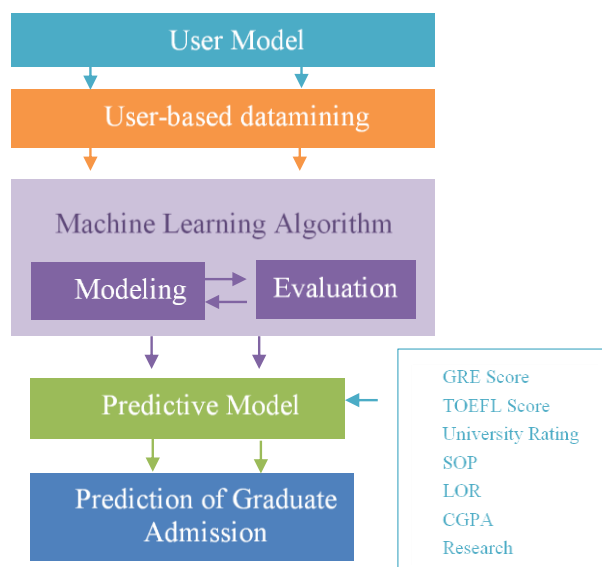 User Model
User-based datamining
Machine Learning Algorithm
Modeling
Evaluation
Predictive Model
Prediction of Graduate
Admission
GRE Score
TOEFL Score
University Rating
SOP
LOR
CGPA
Research